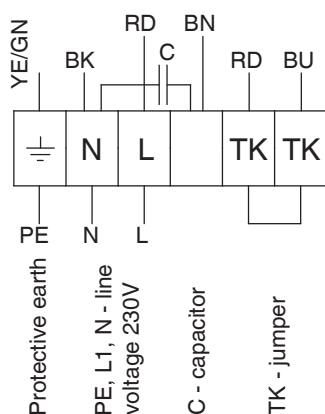 YE/GN
BK
RD
C
BN
RD
BU
N
L
TK
TK
PE
N
L
Protective earth
PE, L1, N - line
voltage 230V
C - capacitor
TK - jumper